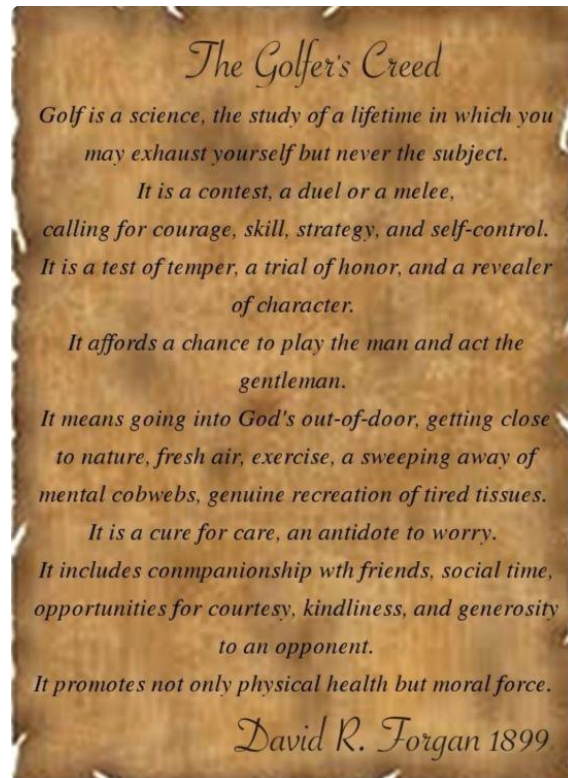 The Golfer's Creed
Golf is a science, the study of a lifetime in which you
may exhaust yourself but never the subject.
It is a contest, a duel or a melee,
calling for courage, skill, strategy, and self-control.
It is a test of temper, a trial of honor, and a revealer
of character.
It affords a chance to play the man and act the
gentleman.
It means going into God's out-of-door, getting close
to nature, fresh air, exercise, a sweeping away of
mental cobwebs, genuine recreation of tired tissues.
It is a cure for care, an antidote to worry.
It includes conmpanionship wth friends, social time,
opportunities for courtesy, kindliness, and generosity
to an opponent.
It promotes not only physical health but moral force.
David R. Forgan 1899